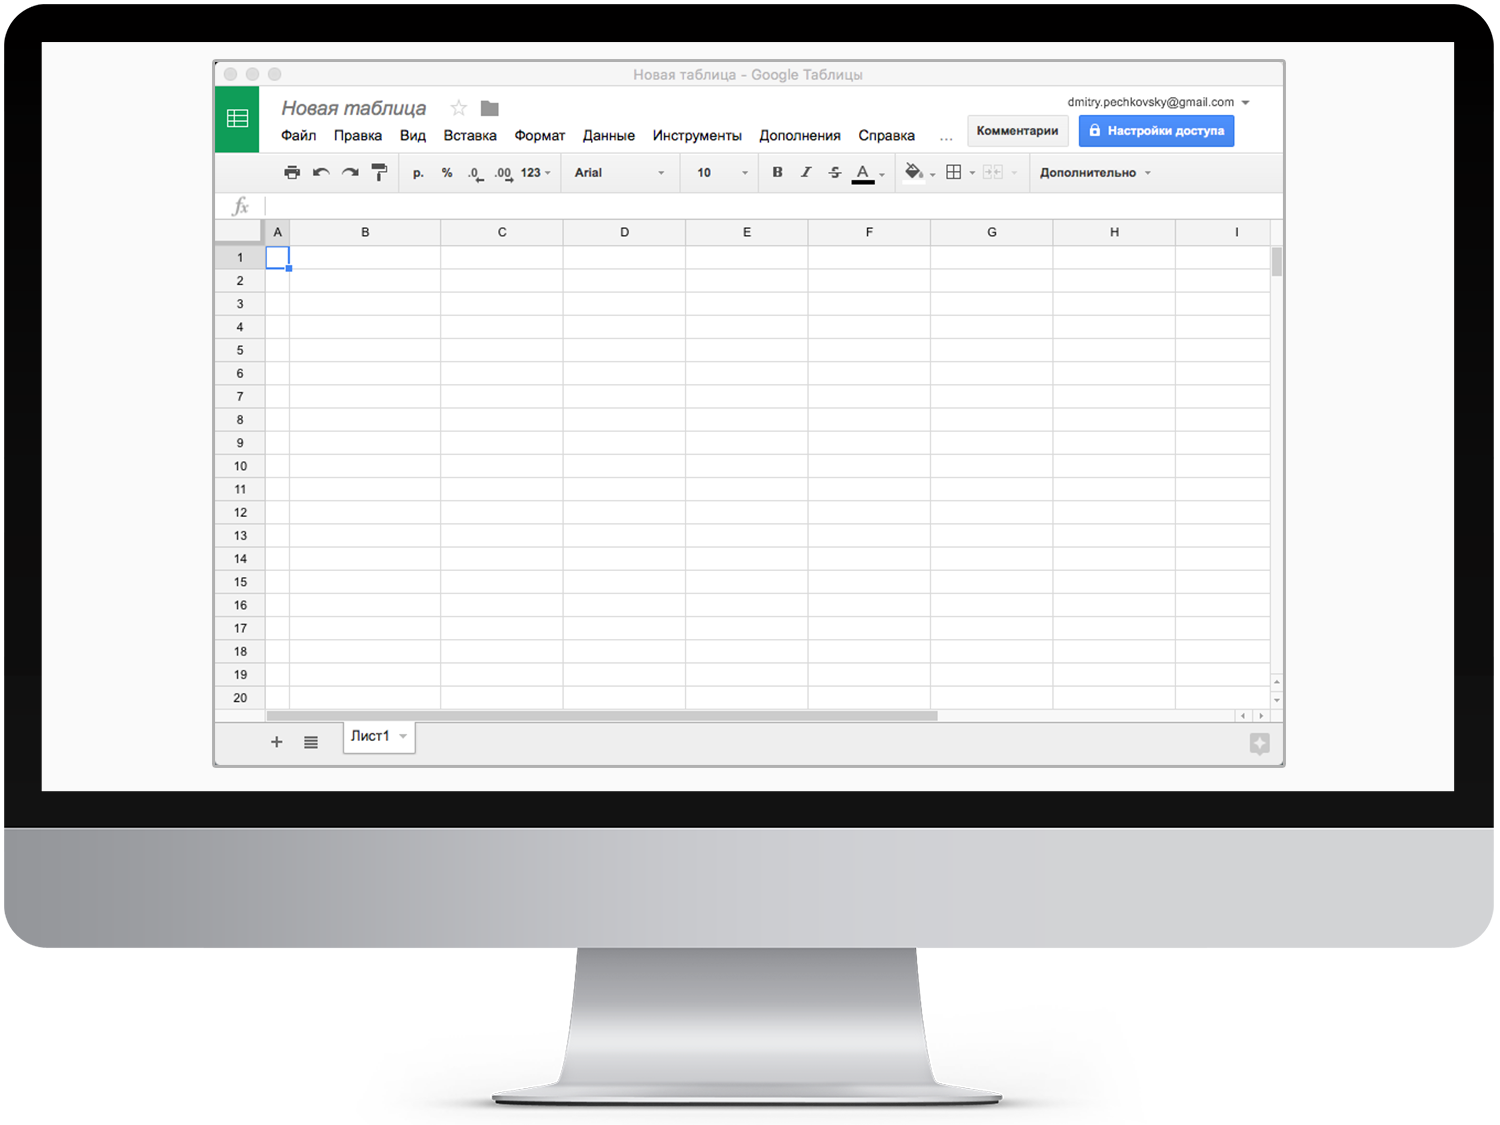 Новая таблица - Google Таблицы
Новая таблица
dmitry.pechkovsky@gmail.com
Файл Правка Вид Вставка Формат Данные Инструменты Дополнения Справка ... Комментарии Настройки доступа
р. % .0 .00 123 Arial 10 B I S A Дополнительно
fx
A B C D E F G H I
1
2
3
4
5
6
7
8
9
10
11
12
13
14
15
16
17
18
19
20
+ Лист1